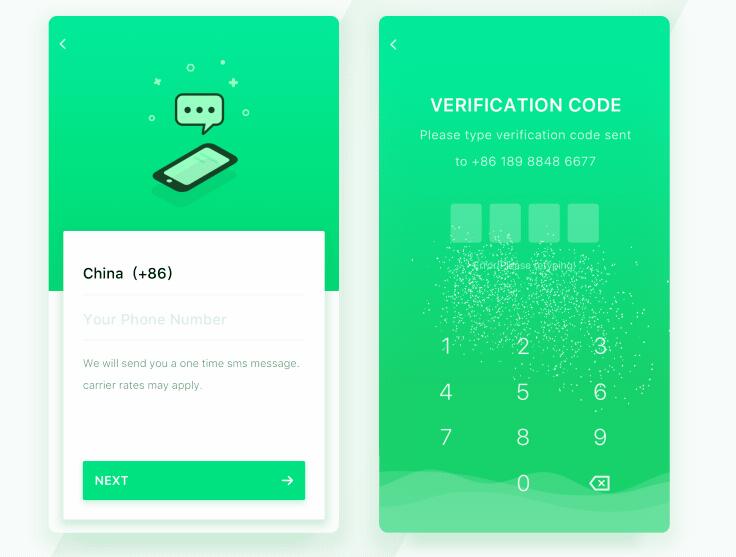 China (+86)
Your Phone Number
We will send you a one time sms message.
carrier rates may apply.
NEXT
VERIFICATION CODE
Please type verification code sent
to +86 189 8848 6677
Error!Please retyping!
1 2 3
4 5 6
7 8 9
0